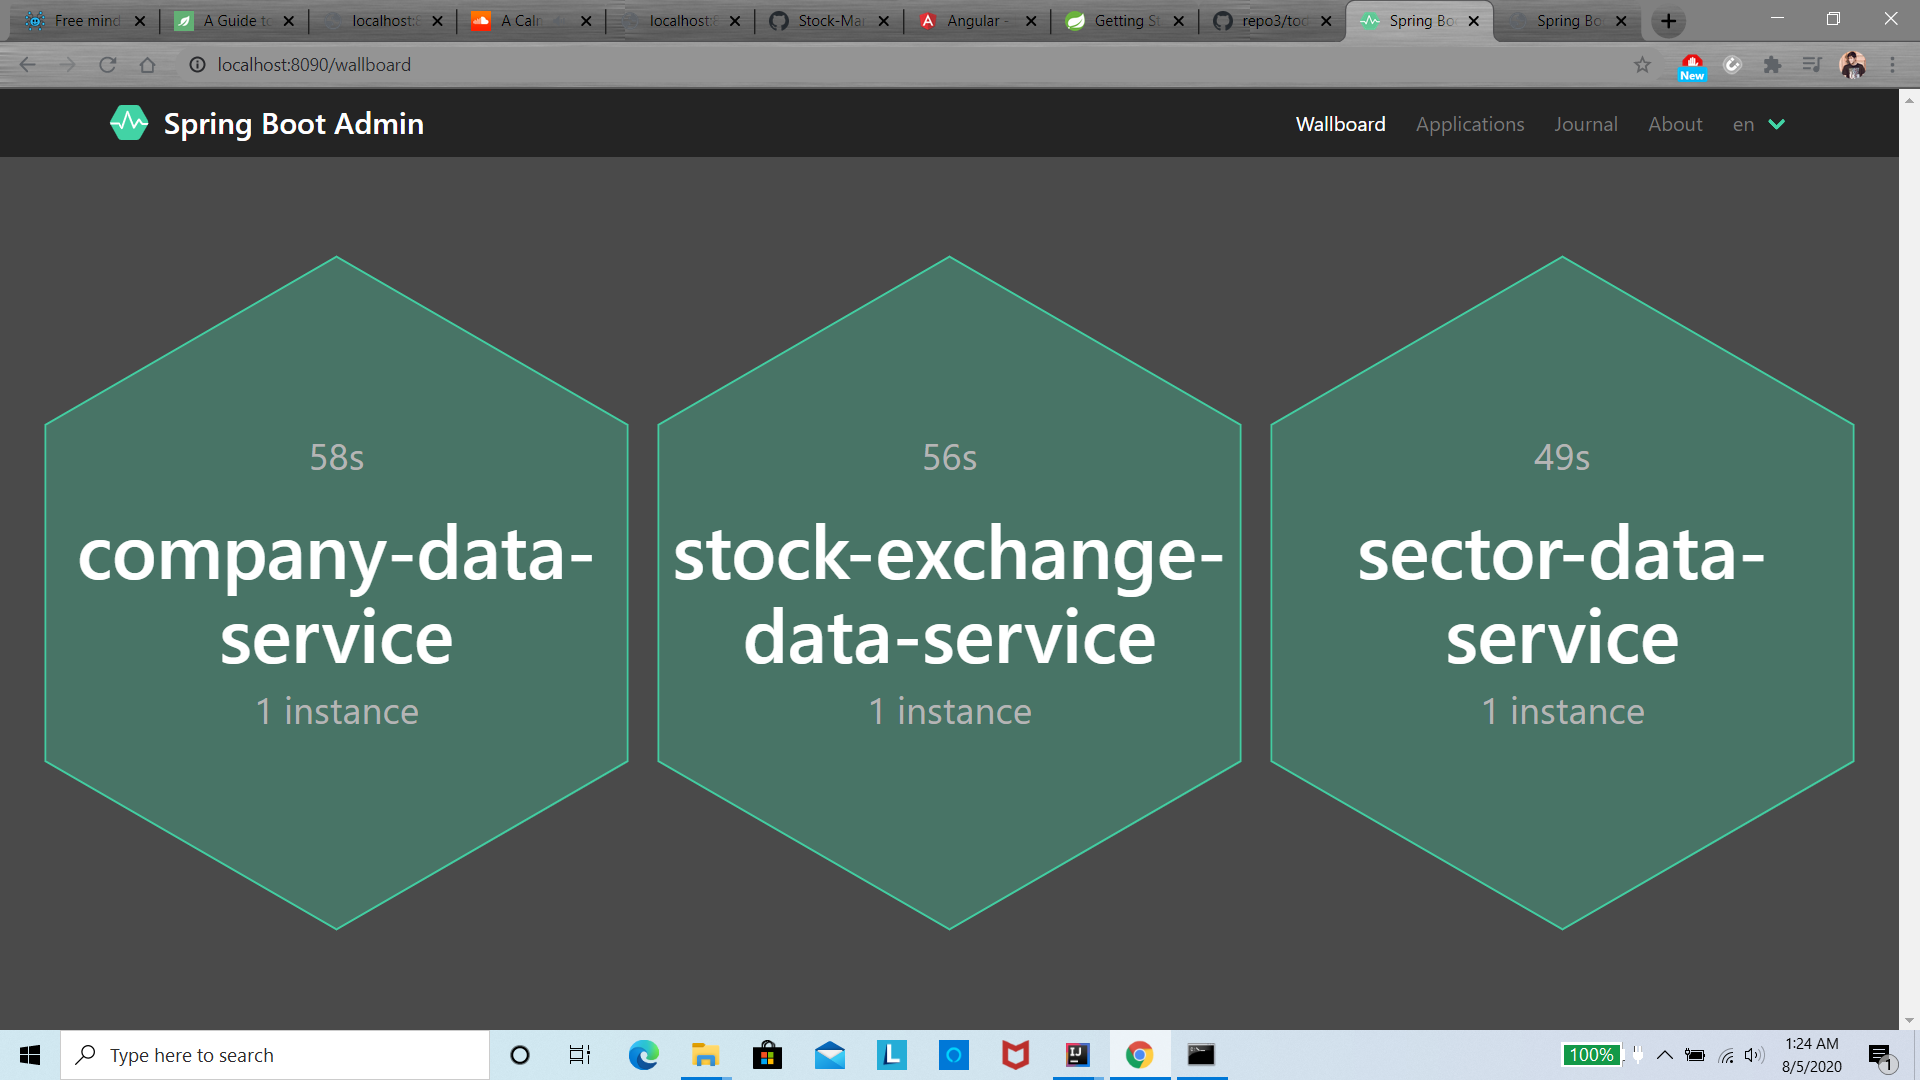 Free mind
A Guide to
localhost:8
A Calm
localhost:8
Stock-Mar
Angular -
Getting St
repo3/tod
Spring Boo
Spring Bo
localhost:8090/wallboard
New
Spring Boot Admin
Wallboard
Applications
Journal
About
en
58s
company-data-
service
1 instance
56s
stock-exchange-
data-service
1 instance
49s
sector-data-
service
1 instance
Type here to search
100%
1:24 AM
8/5/2020
1